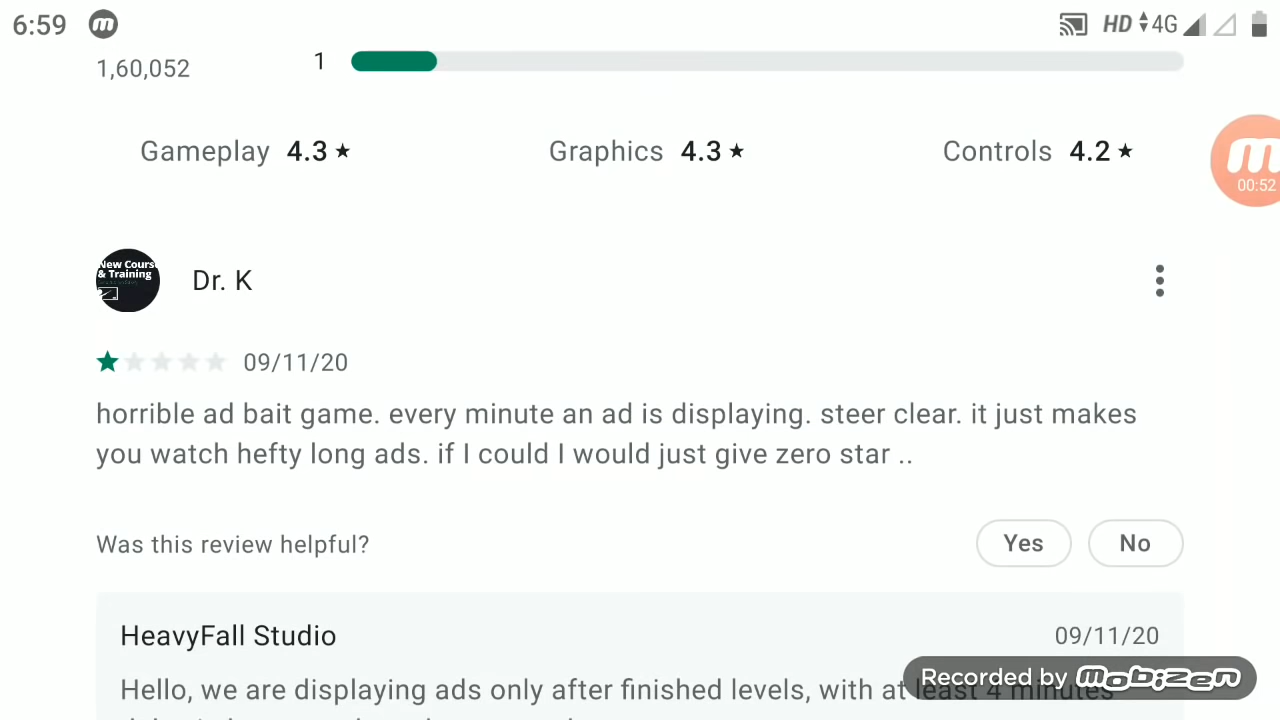 6:59 m HD 4G
1,60,052 1
Gameplay 4.3 ★ Graphics 4.3 ★ Controls 4.2 ★
m
00:52
New Cours
& Training
Dr. K
09/11/20
horrible ad bait game. every minute an ad is displaying. steer clear. it just makes
you watch hefty long ads. if I could I would just give zero star ..
Was this review helpful? Yes No
HeavyFall Studio 09/11/20
Hello, we are displaying ads only after finished levels, with at least 4 minutes
Recorded by mobizen